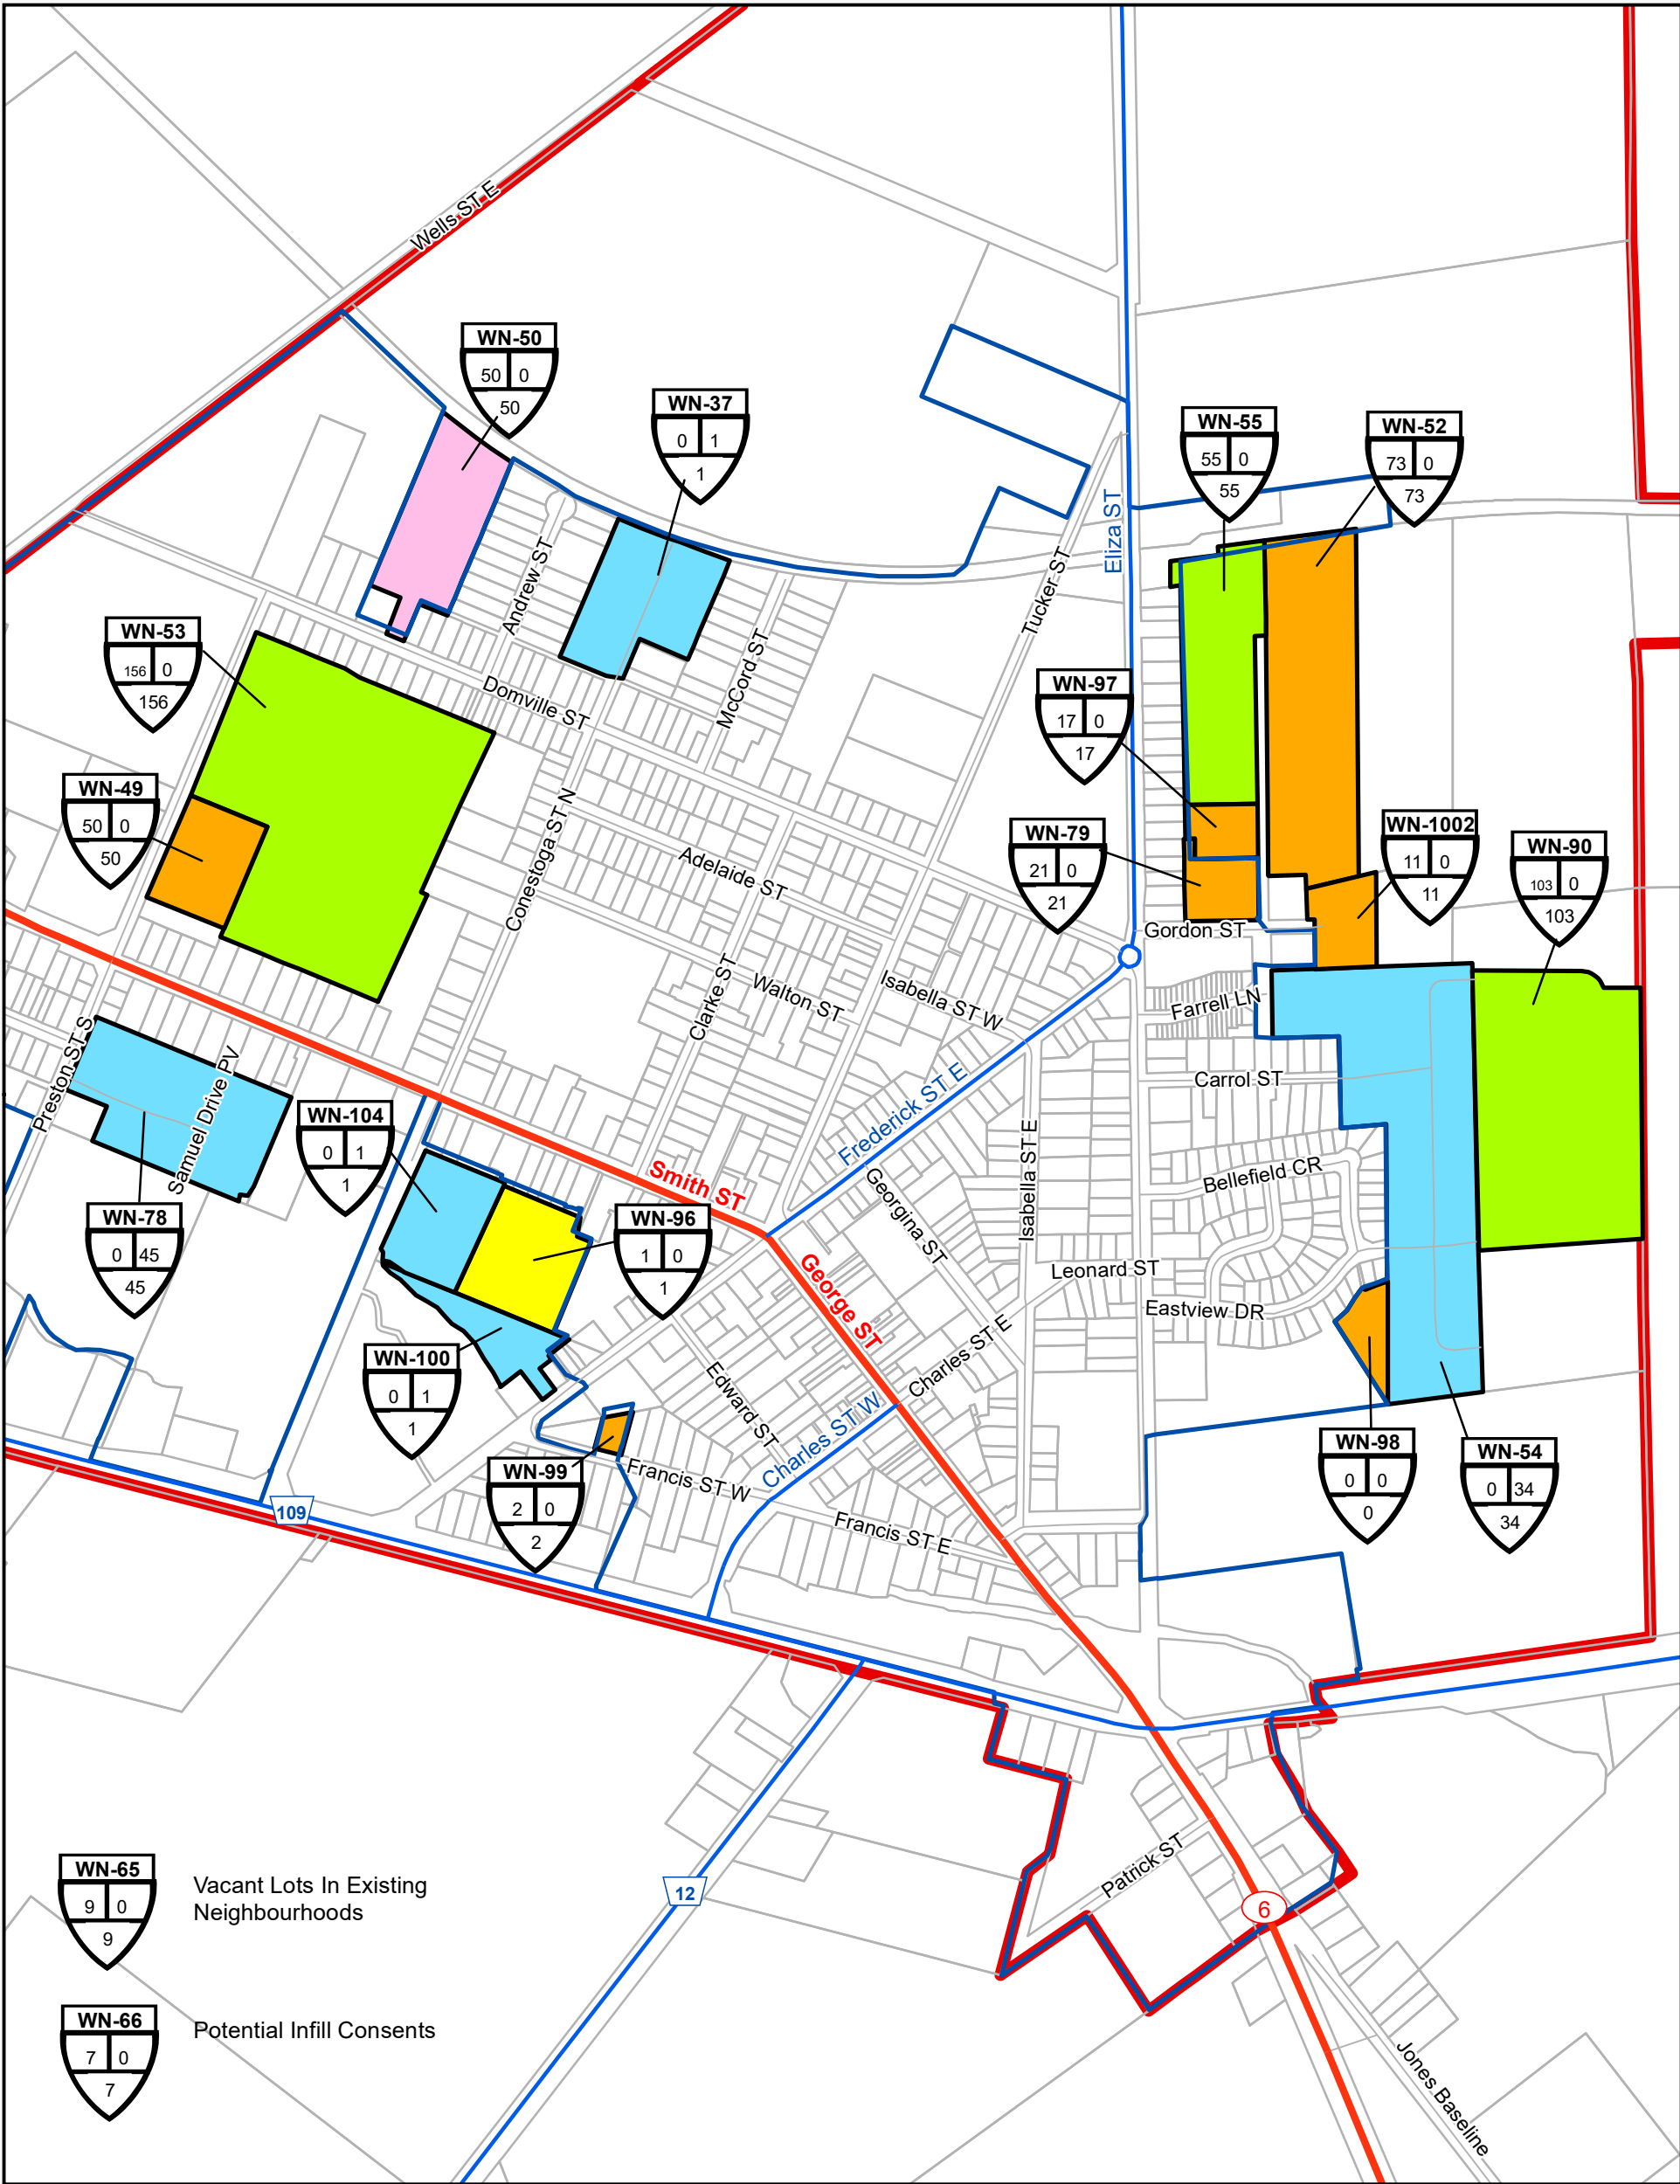 Wells ST E
WN-50
50 0
50
WN-37
0 1
1
WN-55
55 0
55
WN-52
73 0
73
Eliza ST
Tucker ST
Andrew ST
McCord ST
Domville ST
WN-53
156 0
156
WN-97
17 0
17
WN-49
50 0
50
Conestoga ST N
Adelaide ST
WN-79
21 0
21
WN-1002
11 0
11
WN-90
103 0
103
Gordon ST
Clarke ST
Walton ST
Isabella ST W
Farrell LN
Preston ST S
Samuel Drive PV
Carrol ST
Frederick ST E
WN-104
0 1
1
Smith ST
Georgina ST
Isabella ST E
Bellefield CR
WN-78
0 45
45
WN-96
1 0
1
George ST
Leonard ST
Eastview DR
WN-100
0 1
1
Edward ST
Charles ST E
Charles ST W
WN-99
2 0
2
Francis ST W
Francis ST E
WN-98
0 0
0
WN-54
0 34
34
109
WN-65
9 0
9
Vacant Lots In Existing
Neighbourhoods
12
Patrick ST
6
WN-66
7 0
7
Potential Infill Consents
Jones Baseline